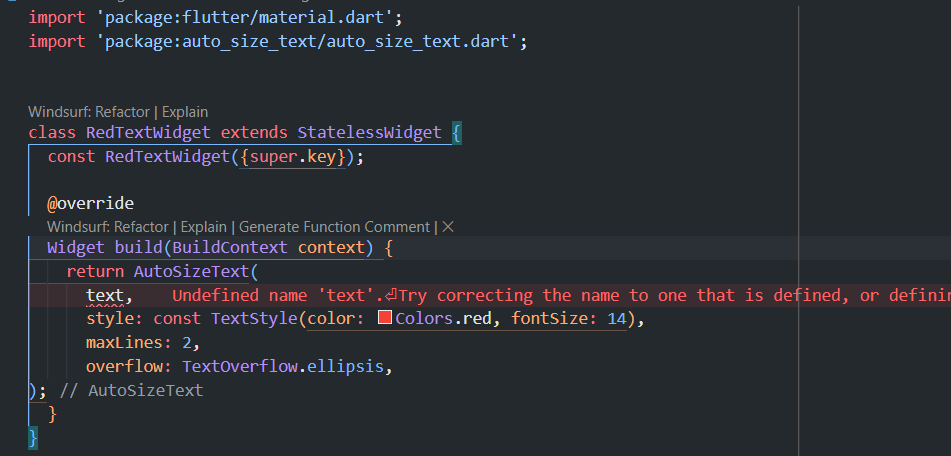 import 'package:flutter/material.dart';
import 'package:auto_size_text/auto_size_text.dart';
Windsurf: Refactor | Explain
class RedTextWidget extends StatelessWidget {
const RedTextWidget({super.key});
@override
Windsurf: Refactor | Explain | Generate Function Comment | ✕
Widget build(BuildContext context) {
return AutoSizeText(
text, Undefined name 'text'.⏎Try correcting the name to one that is defined, or definin
style: const TextStyle(color: Colors.red, fontSize: 14),
maxLines: 2,
overflow: TextOverflow.ellipsis,
); // AutoSizeText
}
}